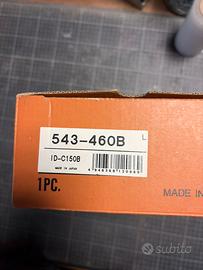 543-460B
L
ID-C150B
MADE IN JAPAN
1PC.
MADE IN
subito